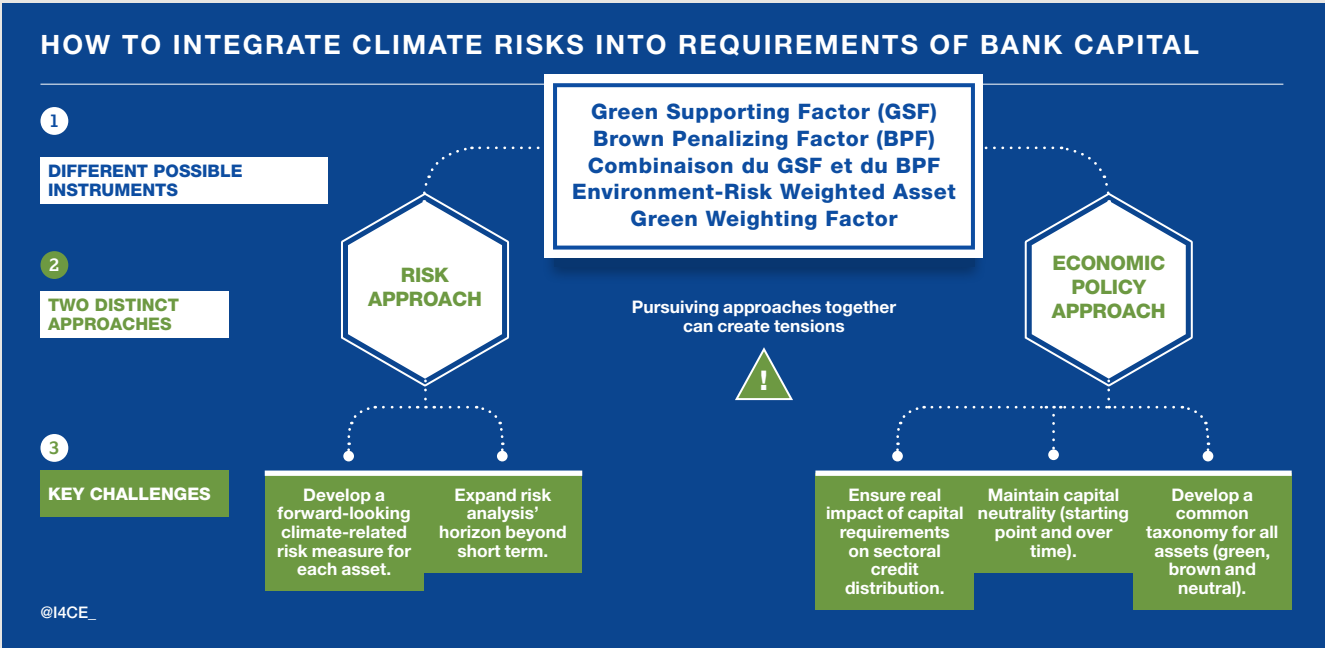 HOW TO INTEGRATE CLIMATE RISKS INTO REQUIREMENTS OF BANK CAPITAL
1
DIFFERENT POSSIBLE
INSTRUMENTS
Green Supporting Factor (GSF)
Brown Penalizing Factor (BPF)
Combinaison du GSF et du BPF
Environment-Risk Weighted Asset
Green Weighting Factor
2
TWO DISTINCT
APPROACHES
RISK
APPROACH
Pursuiving approaches together
can create tensions
!
ECONOMIC
POLICY
APPROACH
3
KEY CHALLENGES
Develop a
forward-looking
climate-related
risk measure for
each asset.
Expand risk
analysis’
horizon beyond
short term.
Ensure real
impact of capital
requirements
on sectoral
credit
distribution.
Maintain capital
neutrality (starting
point and over
time).
Develop a
common
taxonomy for all
assets (green,
brown and
neutral).
@I4CE_